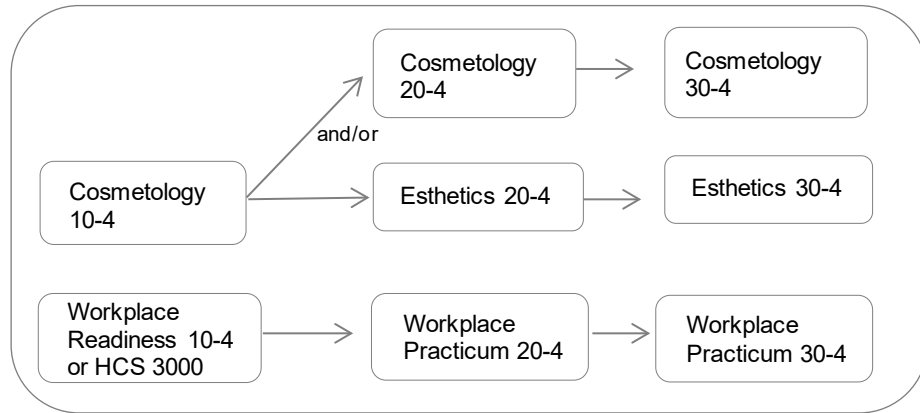 Cosmetology
20-4
Cosmetology
30-4
and/or
Cosmetology
10-4
Esthetics 20-4
Esthetics 30-4
Workplace
Readiness 10-4
or HCS 3000
Workplace
Practicum 20-4
Workplace
Practicum 30-4